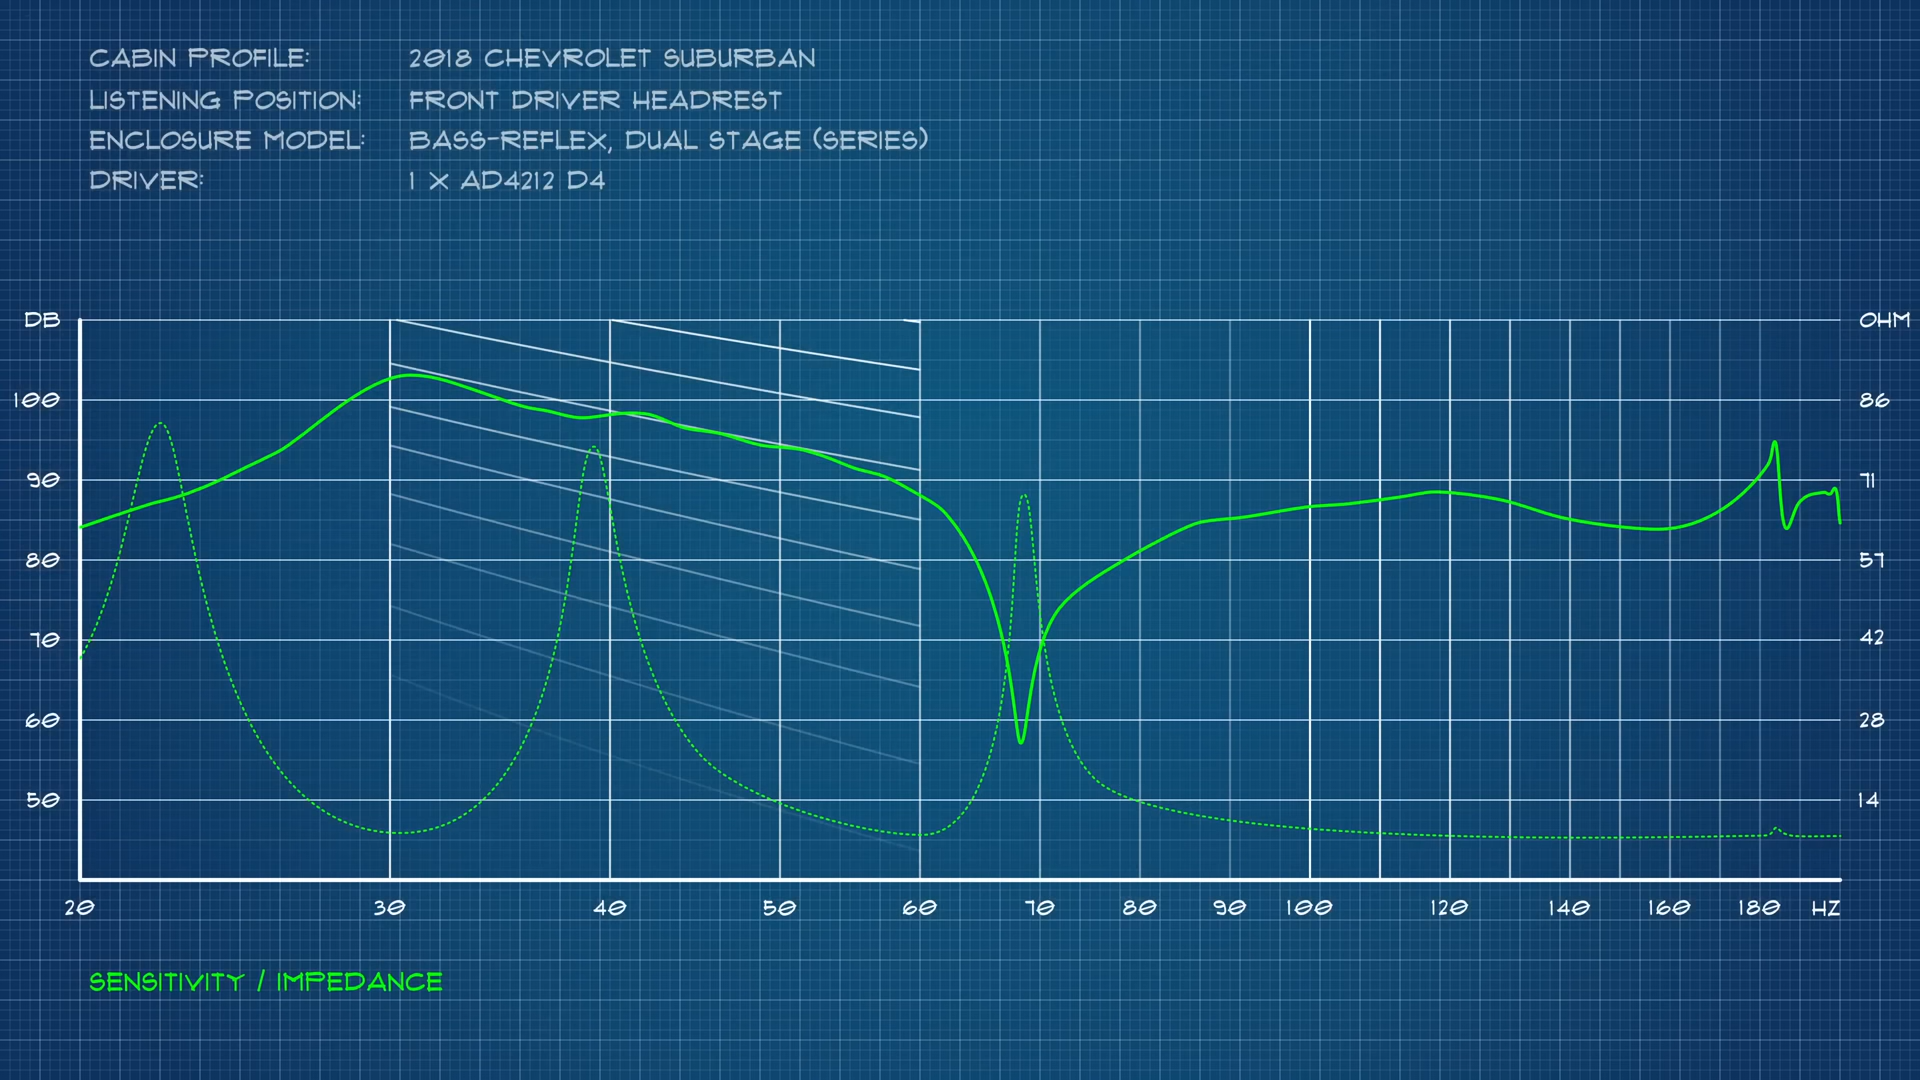 CABIN PROFILE: 2018 CHEVROLET SUBURBAN
LISTENING POSITION: FRONT DRIVER HEADREST
ENCLOSURE MODEL: BASS-REFLEX, DUAL STAGE (SERIES)
DRIVER: 1 X AD4212 D4
DB OHM
100 86
90 71
80 57
70 42
60 28
50 14
20 30 40 50 60 70 80 90 100 120 140 160 180 HZ
SENSITIVITY / IMPEDANCE